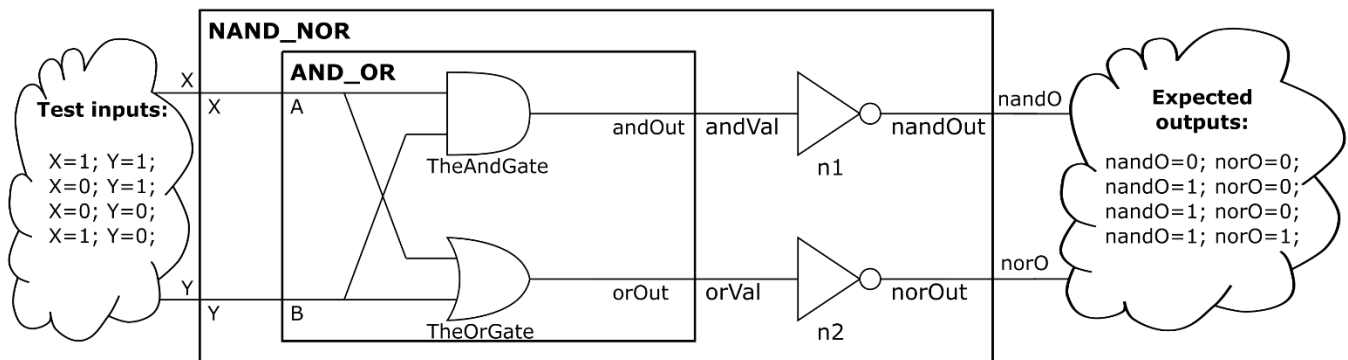 NAND_NOR
AND_OR
Test inputs:
X=1; Y=1;
X=0; Y=1;
X=0; Y=0;
X=1; Y=0;
X
X
A
Y
Y
B
TheAndGate
TheOrGate
andOut
orOut
andVal
orVal
n1
n2
nandOut
norOut
nandO
norO
Expected
outputs:
nandO=0; norO=0;
nandO=1; norO=0;
nandO=1; norO=0;
nandO=1; norO=1;